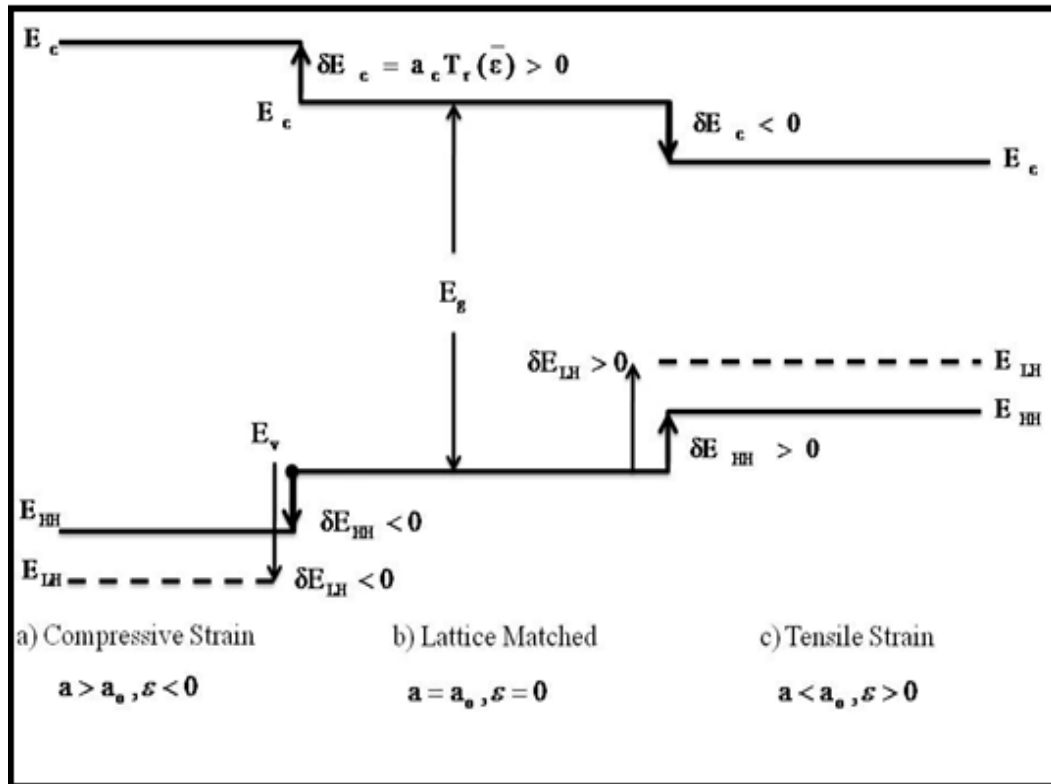 E c
δE c = a c T r (ε̄) > 0
E c
δE c < 0
E c
E g
δE LH > 0
E LH
E HH
E v
δE HH > 0
E HH
δE HH < 0
E LH
δE LH < 0
a) Compressive Strain
b) Lattice Matched
c) Tensile Strain
a > a o , ε < 0
a = a o , ε = 0
a < a o , ε > 0